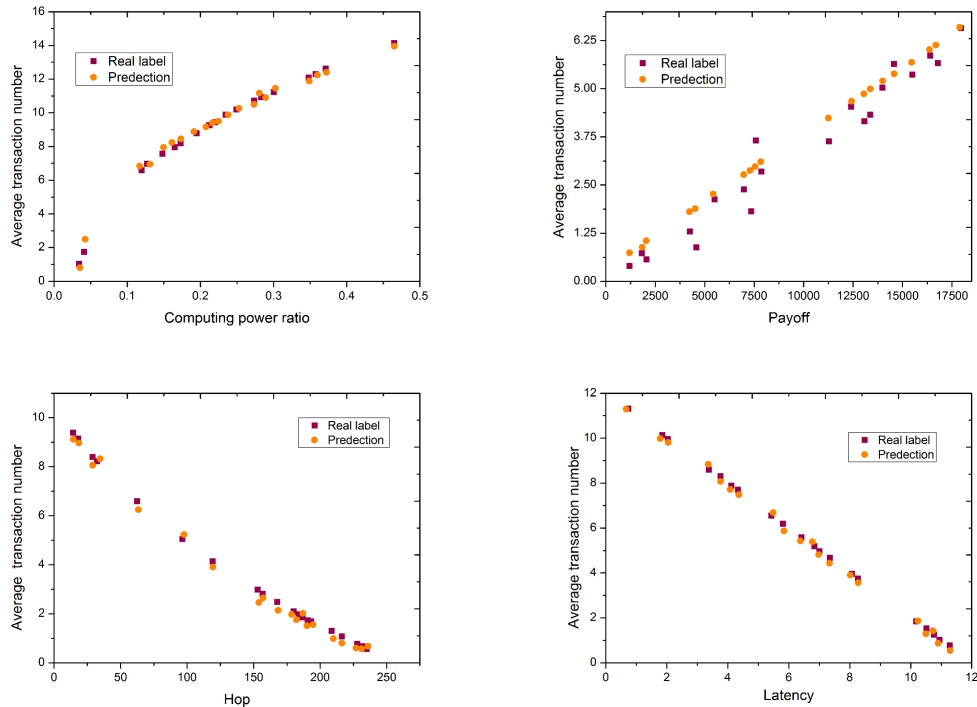 16
14
12
10
8
6
4
2
0
Average transaction number
Real label
Predection
0.0 0.1 0.2 0.3 0.4 0.5
Computing power ratio
6.25
5.00
3.75
2.50
1.25
0.00
Average transaction number
Real label
Predection
0 2500 5000 7500 10000 12500 15000 17500
Payoff
10
8
6
4
2
0
Average transaction number
Real label
Predection
0 50 100 150 200 250
Hop
12
10
8
6
4
2
0
Average transaction number
Real label
Predection
0 2 4 6 8 10 12
Latency